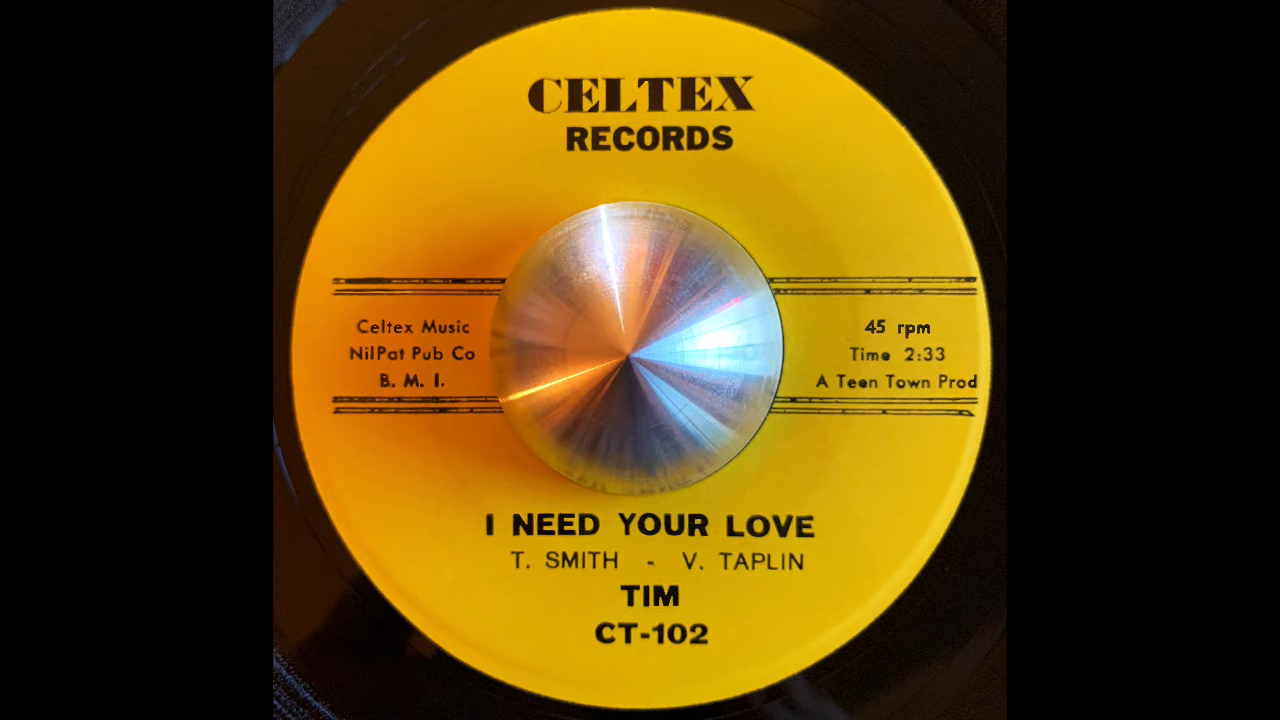 CELTEX
RECORDS
Celtex Music
NilPat Pub Co
B. M. I.
45 rpm
Time 2:33
A Teen Town Prod
I NEED YOUR LOVE
T. SMITH - V. TAPLIN
TIM
CT-102